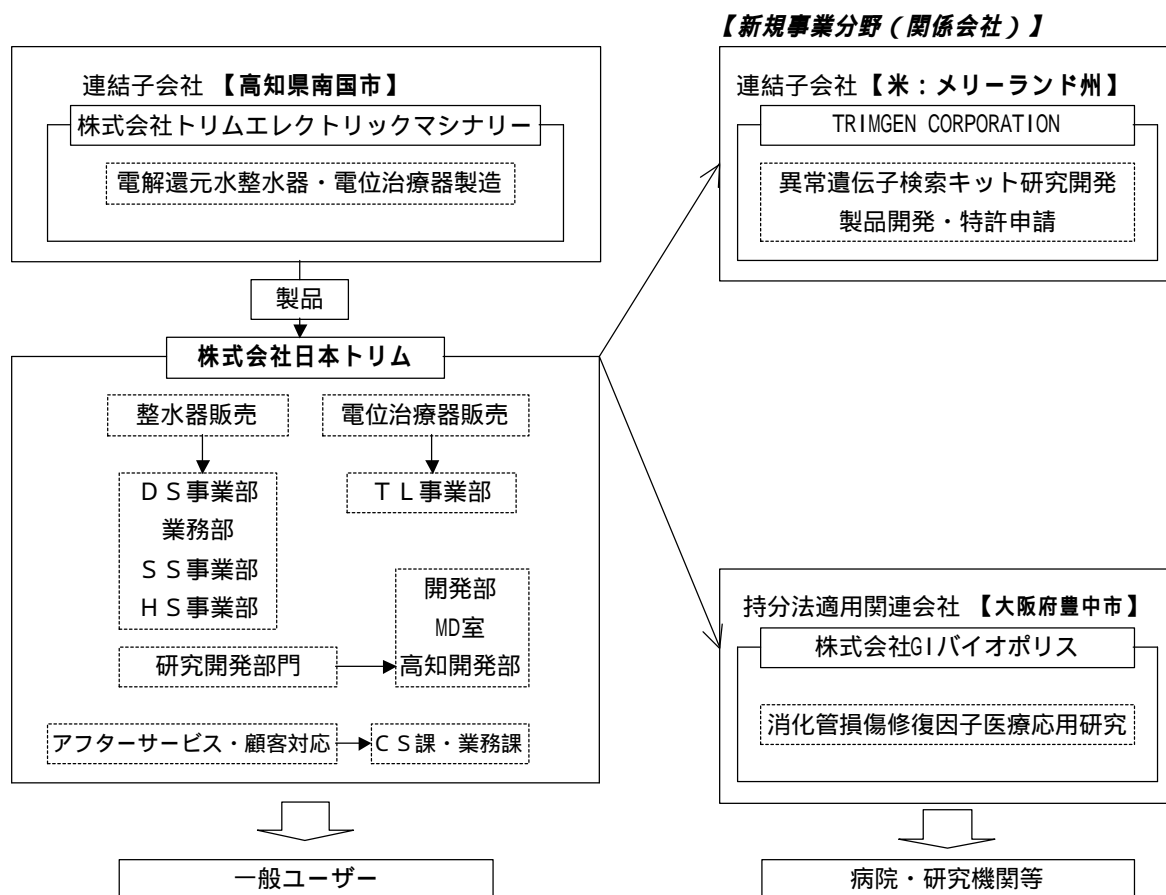 【新規事業分野（関係会社）】
連結子会社 【高知県南国市】
株式会社トリムエレクトリックマシナリー
電解還元水整水器・電位治療器製造
連結子会社【米：メリーランド州】
TRIMGEN CORPORATION
異常遺伝子検索キット研究開発
製品開発・特許申請
製品
株式会社日本トリム
整水器販売
電位治療器販売
ＤＳ事業部
業務部
ＳＳ事業部
ＨＳ事業部
ＴＬ事業部
研究開発部門
開発部
MD室
高知開発部
アフターサービス・顧客対応
ＣＳ課・業務課
持分法適用関連会社 【大阪府豊中市】
株式会社GIバイオポリス
消化管損傷修復因子医療応用研究
一般ユーザー
病院・研究機関等